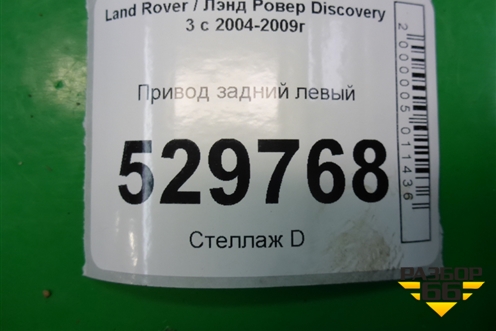 Land Rover / Лэнд Ровер Discovery
3 с 2004-2009г
Привод задний левый
529768
Стеллаж D
2000005011436
РАЗБОР
66